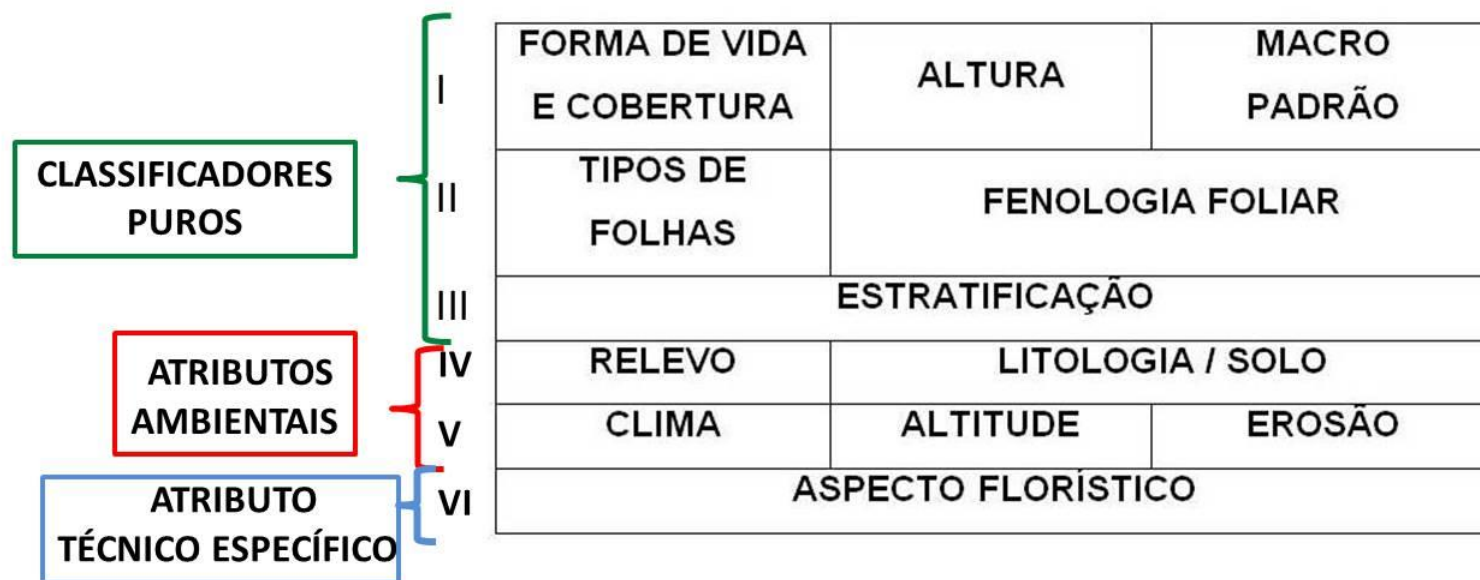 CLASSIFICADORES
PUROS
ATRIBUTOS
AMBIENTAIS
ATRIBUTO
TÉCNICO ESPECÍFICO
I
FORMA DE VIDA
E COBERTURA
ALTURA
MACRO
PADRÃO
II
TIPOS DE
FOLHAS
FENOLOGIA FOLIAR
III
ESTRATIFICAÇÃO
IV
RELEVO
LITOLOGIA / SOLO
V
CLIMA
ALTITUDE
EROSÃO
VI
ASPECTO FLORÍSTICO